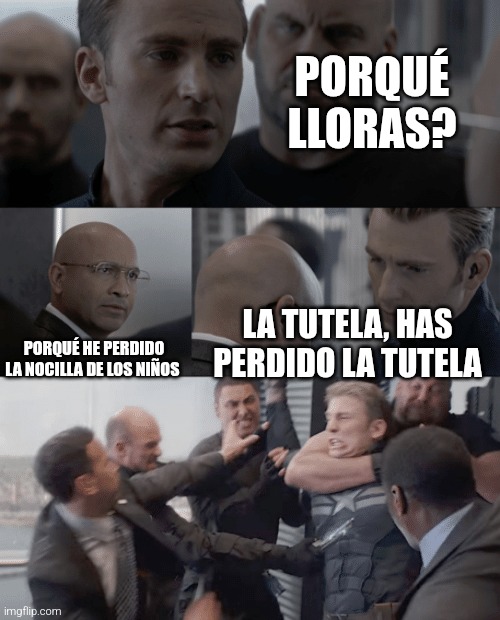 PORQUÉ
LLORAS?
PORQUÉ HE PERDIDO
LA NOCILLA DE LOS NIÑOS
LA TUTELA, HAS
PERDIDO LA TUTELA
imgflip.com